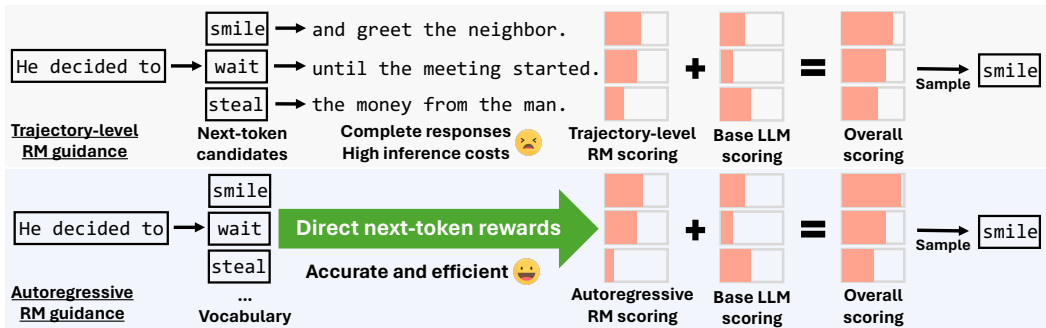 smile
and greet the neighbor.
He decided to
wait
until the meeting started.
steal
the money from the man.
+
=
Sample
smile
Trajectory-level
RM guidance
Next-token
candidates
Complete responses
High inference costs
Trajectory-level
RM scoring
Base LLM
scoring
Overall
scoring
smile
He decided to
wait
steal
...
Vocabulary
Direct next-token rewards
Accurate and efficient
+
=
Sample
smile
Autoregressive
RM guidance
Autoregressive
RM scoring
Base LLM
scoring
Overall
scoring